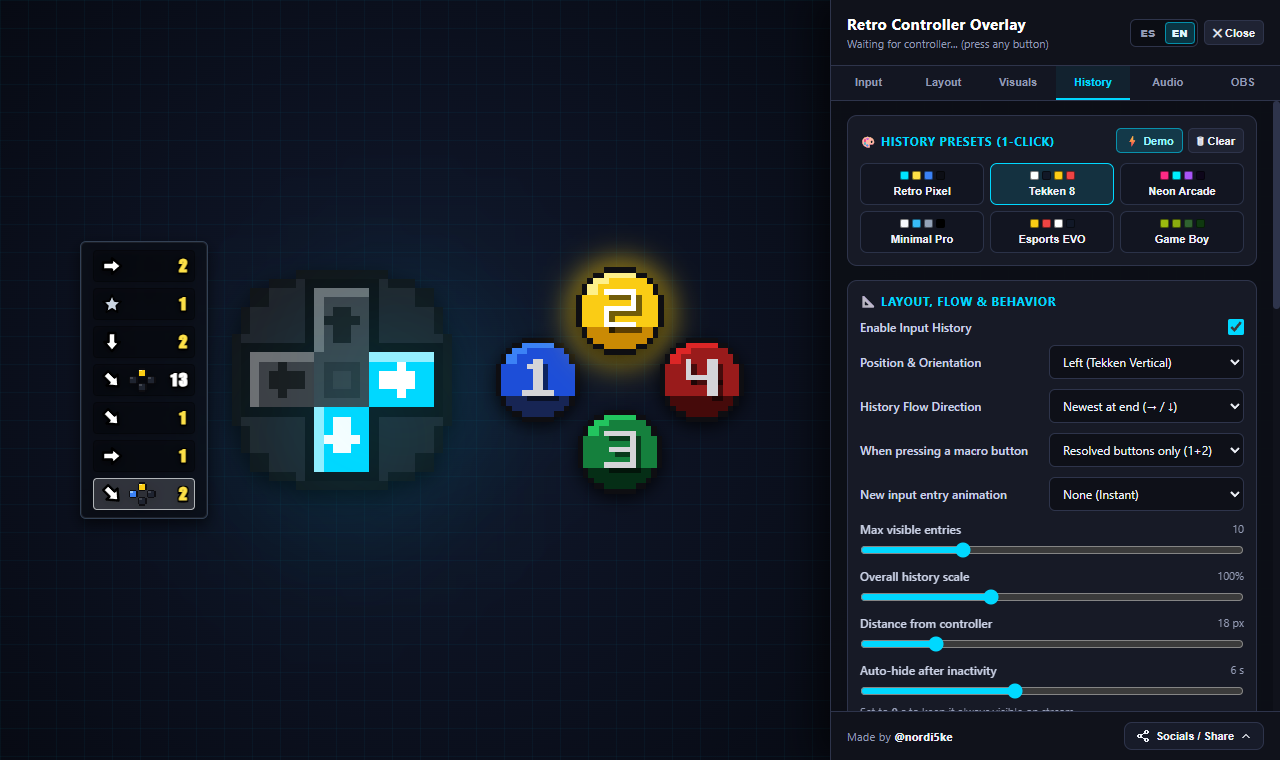 Retro Controller Overlay
Waiting for controller... (press any button)
ES EN Close
Input Layout Visuals History Audio OBS
HISTORY PRESETS (1-CLICK) Demo Clear
Retro Pixel Tekken 8 Neon Arcade
Minimal Pro Esports EVO Game Boy
LAYOUT, FLOW & BEHAVIOR
Enable Input History
Position & Orientation Left (Tekken Vertical)
History Flow Direction Newest at end (→ / ↓)
When pressing a macro button Resolved buttons only (1+2)
New input entry animation None (Instant)
Max visible entries 10
Overall history scale 100%
Distance from controller 18 px
Auto-hide after inactivity 6 s
Made by @nordi5ke Socials / Share
2
1
2
13
1
1
2
2
1
4
3